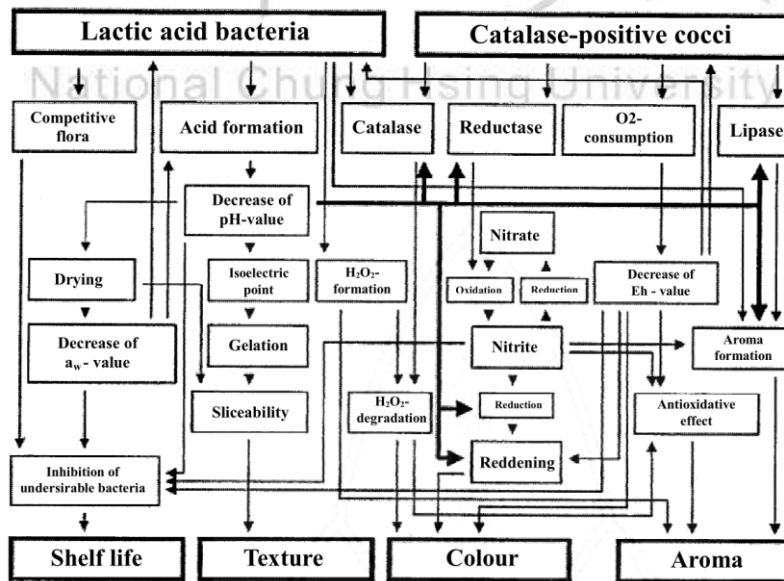 Lactic acid bacteria
Catalase-positive cocci
National Chung Hsing University
Competitive
flora
Acid formation
Catalase
Reductase
O2-
consumption
Lipase
Decrease of
pH-value
Nitrate
Drying
Isoelectric
point
H₂O₂-
formation
Oxidation
Reduction
Decrease of
Eh - value
Decrease of
a_w - value
Gelation
Nitrite
Aroma
formation
Sliceability
H₂O₂-
degradation
Reduction
Antioxidative
effect
Inhibition of
undersirable bacteria
Reddening
Shelf life
Texture
Colour
Aroma